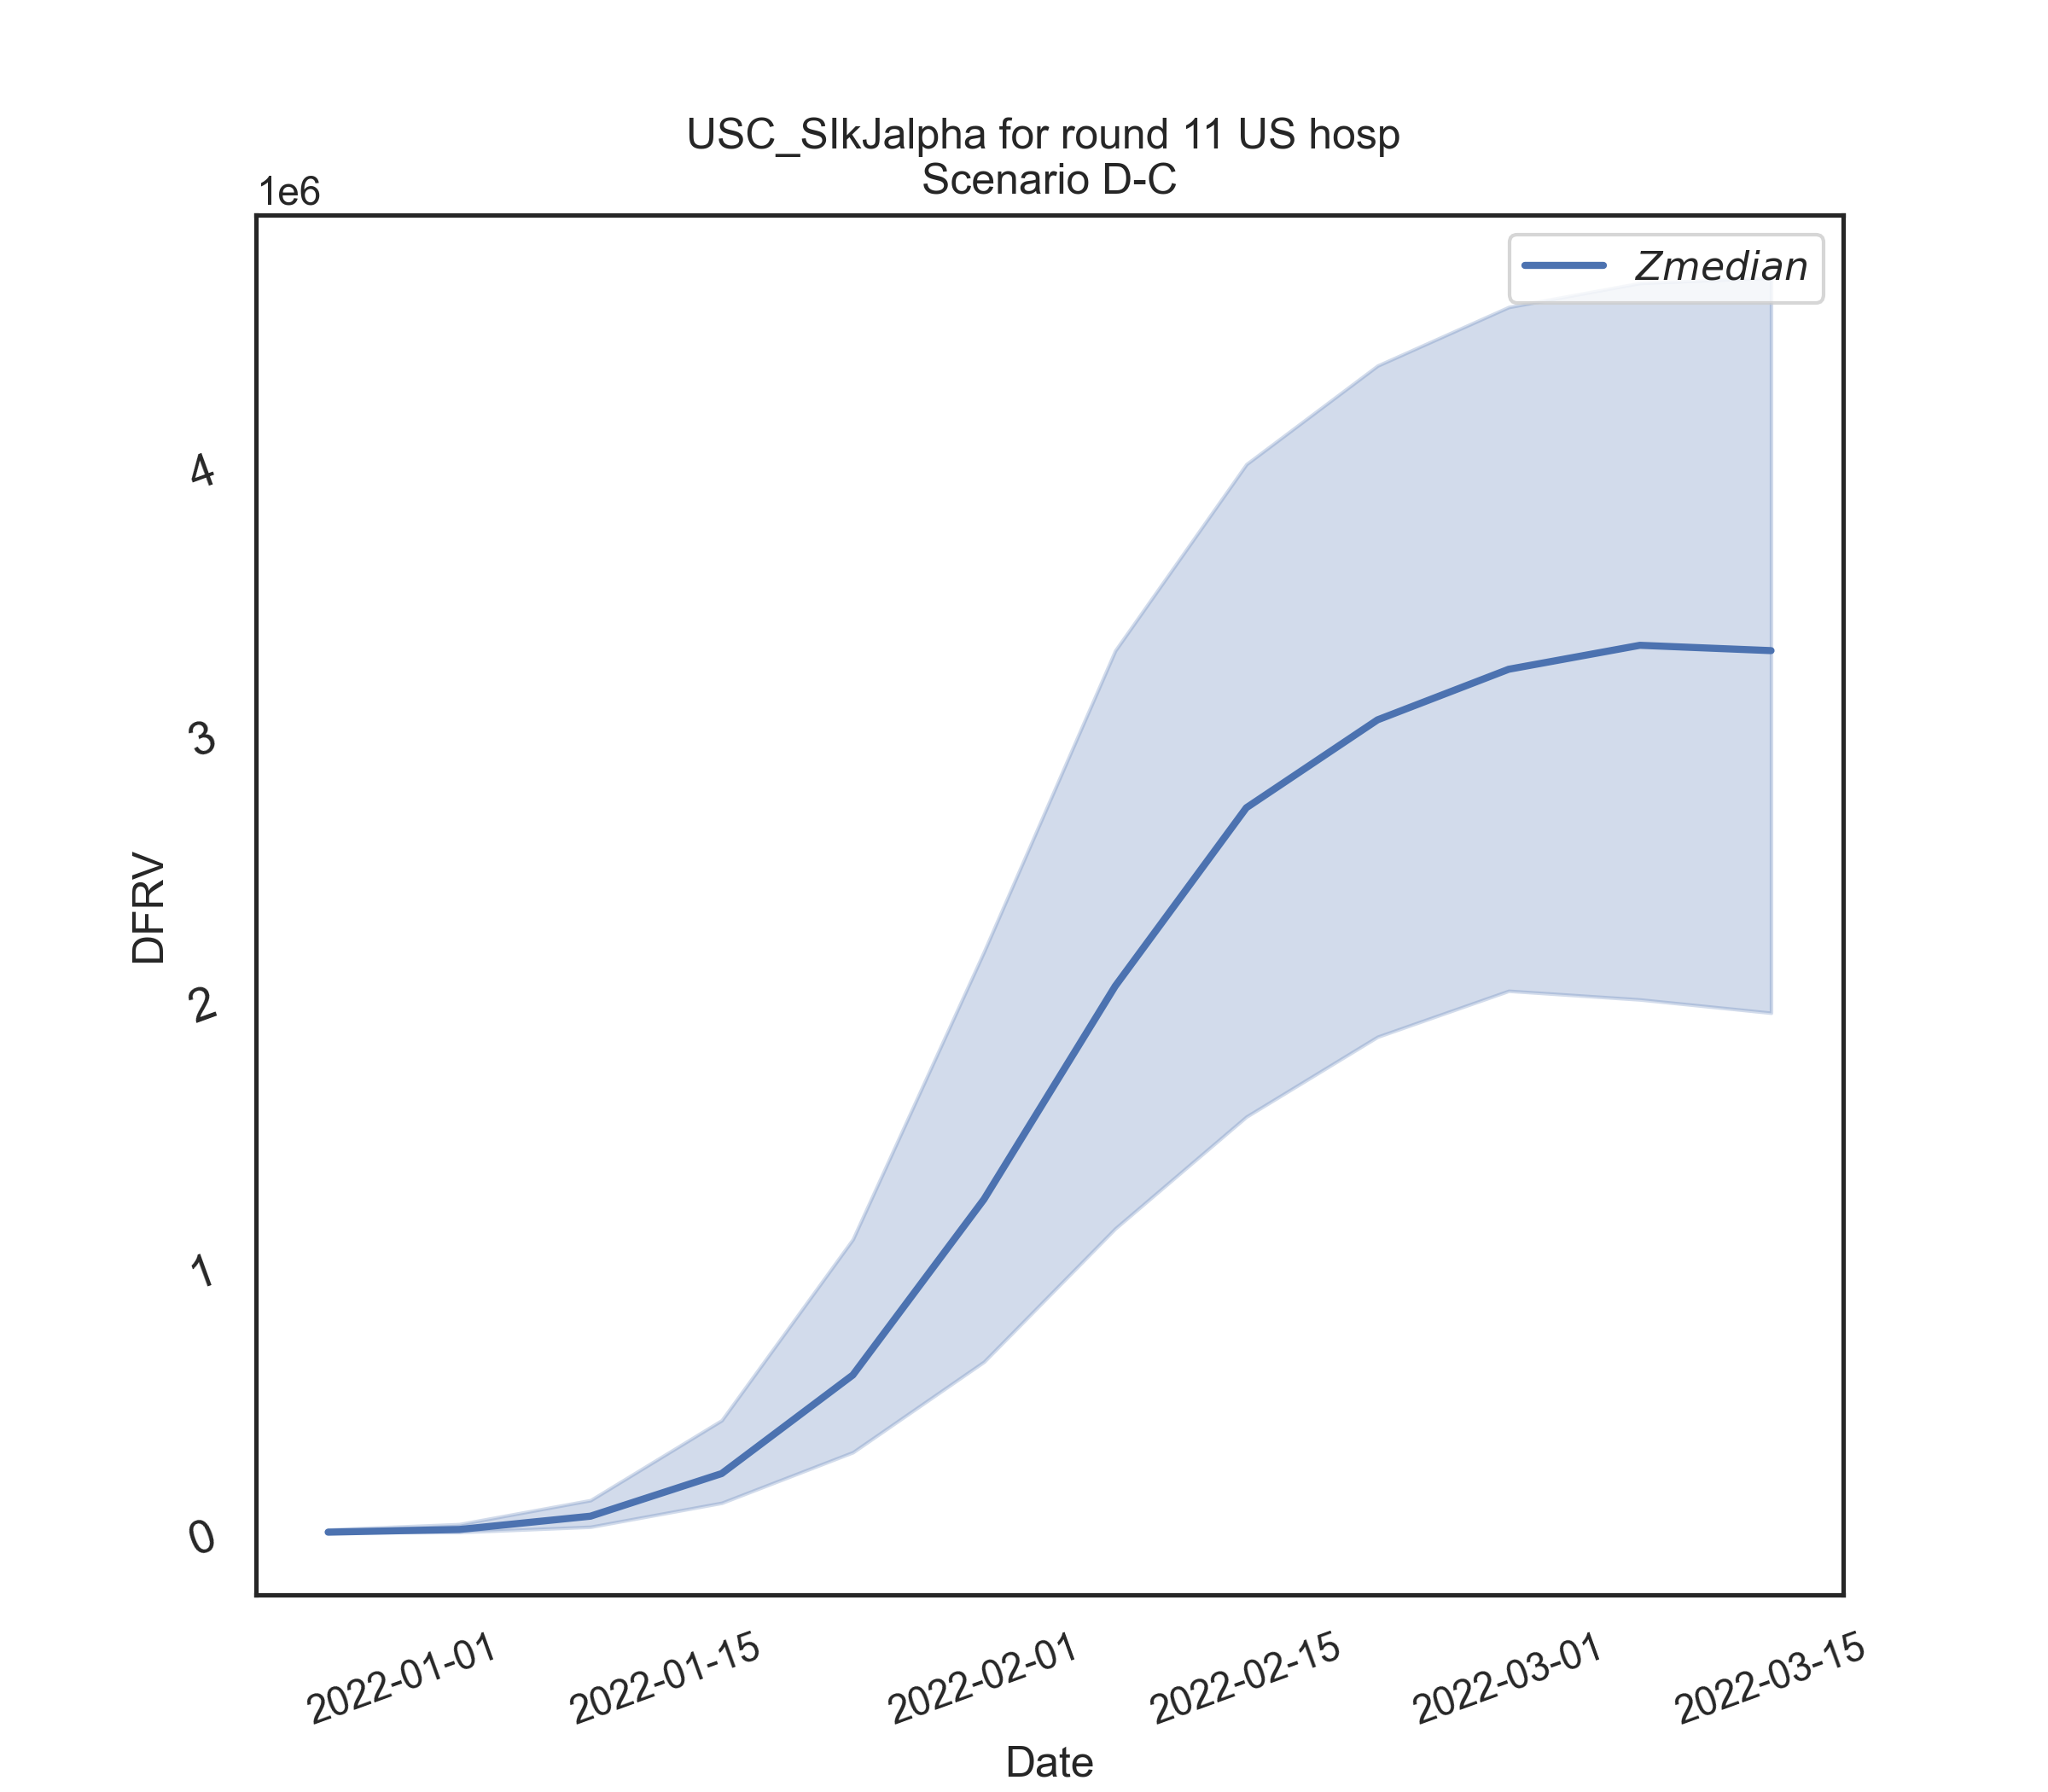 USC_SIkJalpha for round 11 US hosp
Scenario D-C
1e6
Zmedian
4
3
2
1
0
DFRV
2022-01-01
2022-01-15
2022-02-01
2022-02-15
2022-03-01
2022-03-15
Date